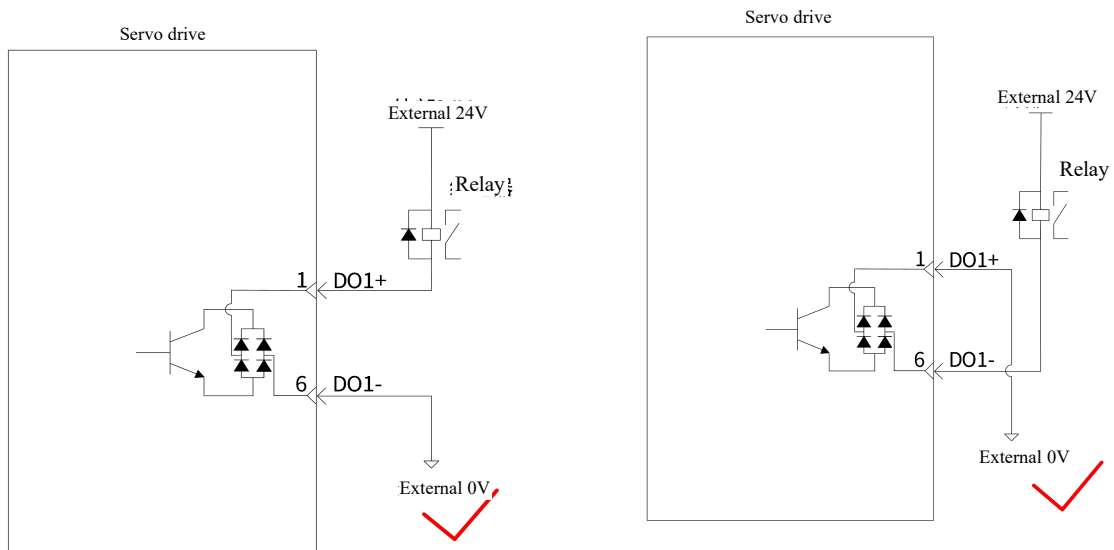 Servo drive
External 24V
Relay
1 DO1+
6 DO1-
External 0V
Servo drive
External 24V
Relay
1 DO1+
6 DO1-
External 0V